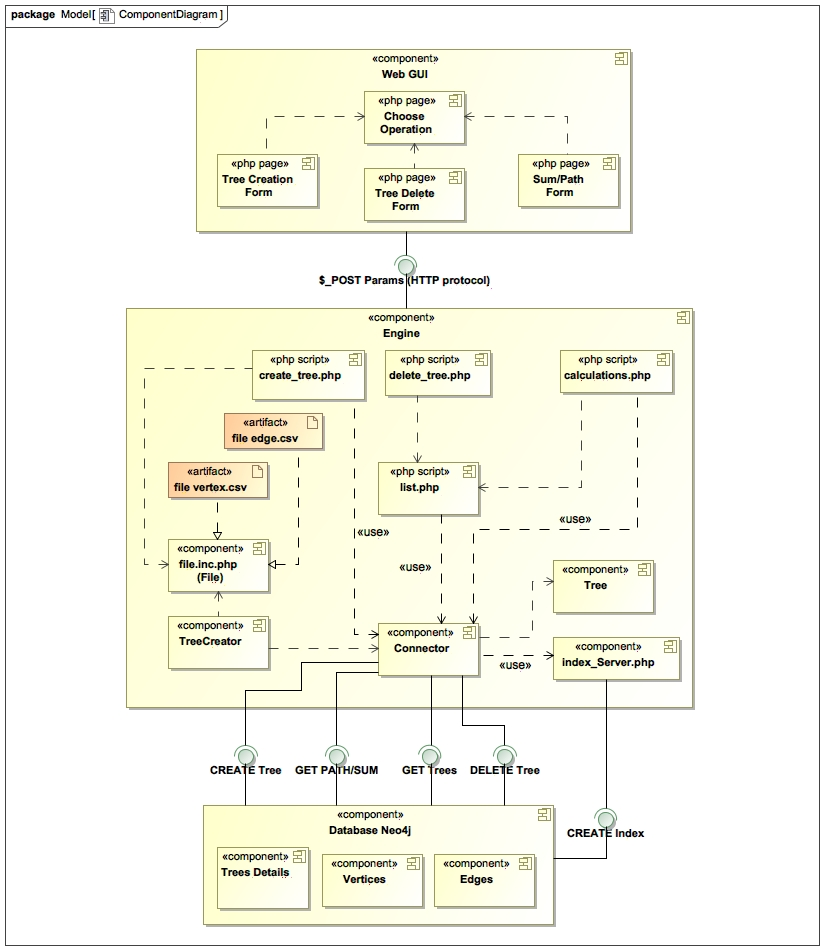 package Model[ ComponentDiagram ]
«component»
Web GUI
«php page»
Choose
Operation
«php page»
Tree Creation
Form
«php page»
Tree Delete
Form
«php page»
Sum/Path
Form
$_POST Params (HTTP protocol)
«component»
Engine
«php script»
create_tree.php
«php script»
delete_tree.php
«php script»
calculations.php
«artifact»
file edge.csv
«artifact»
file vertex.csv
«php script»
list.php
«use»
«use»
«use»
«component»
file.inc.php
(File)
«component»
Tree
«component»
TreeCreator
«component»
Connector
«use»
«component»
index_Server.php
CREATE Tree
GET PATH/SUM
GET Trees
DELETE Tree
CREATE Index
«component»
Database Neo4j
«component»
Trees Details
«component»
Vertices
«component»
Edges